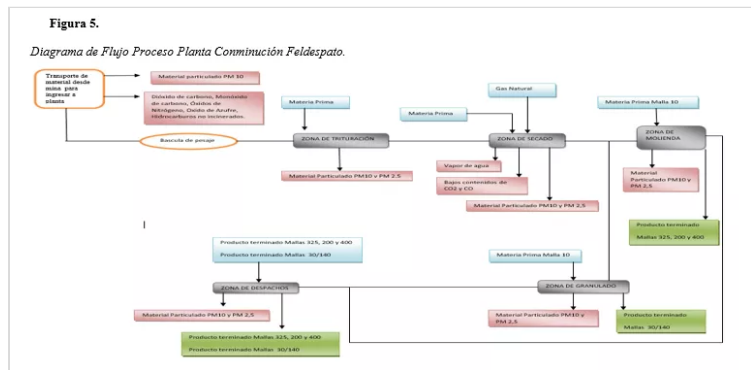 Figura 5.
Diagrama de Flujo Proceso Planta Conminución Feldespato.
Transporte de
material desde
mina para
ingresar a
planta
Material particulado PM 10
Dióxido de carbono, Monóxido
de carbono, Óxidos de
Nitrógeno, Óxido de Azufre,
Hidrocarburos no incinerados.
Bascula de pesaje
Materia Prima
ZONA DE TRITURACIÓN
Material Particulado PM10 y PM 2.5
Gas Natural
Materia Prima
ZONA DE SECADO
Vapor de agua
Bajos contenidos de
CO2 y CO
Material Particulado PM10 y PM 2,5
Materia Prima Malla 10
ZONA DE
MOLIENDA
Material
Particulado PM10 y
PM 2,5
Producto terminado
Mallas 325, 200 y 400
Producto terminado Mallas 325, 200 y 400
Producto terminado Mallas 30/140
ZONA DE DESPACHOS
Material Particulado PM10 y PM 2,5
Producto terminado Mallas 325, 200 y 400
Producto terminado Mallas 30/140
Materia Prima Malla 10
ZONA DE GRANULADO
Material Particulado PM10 y
PM 2,5
Producto terminado
Mallas 30/140